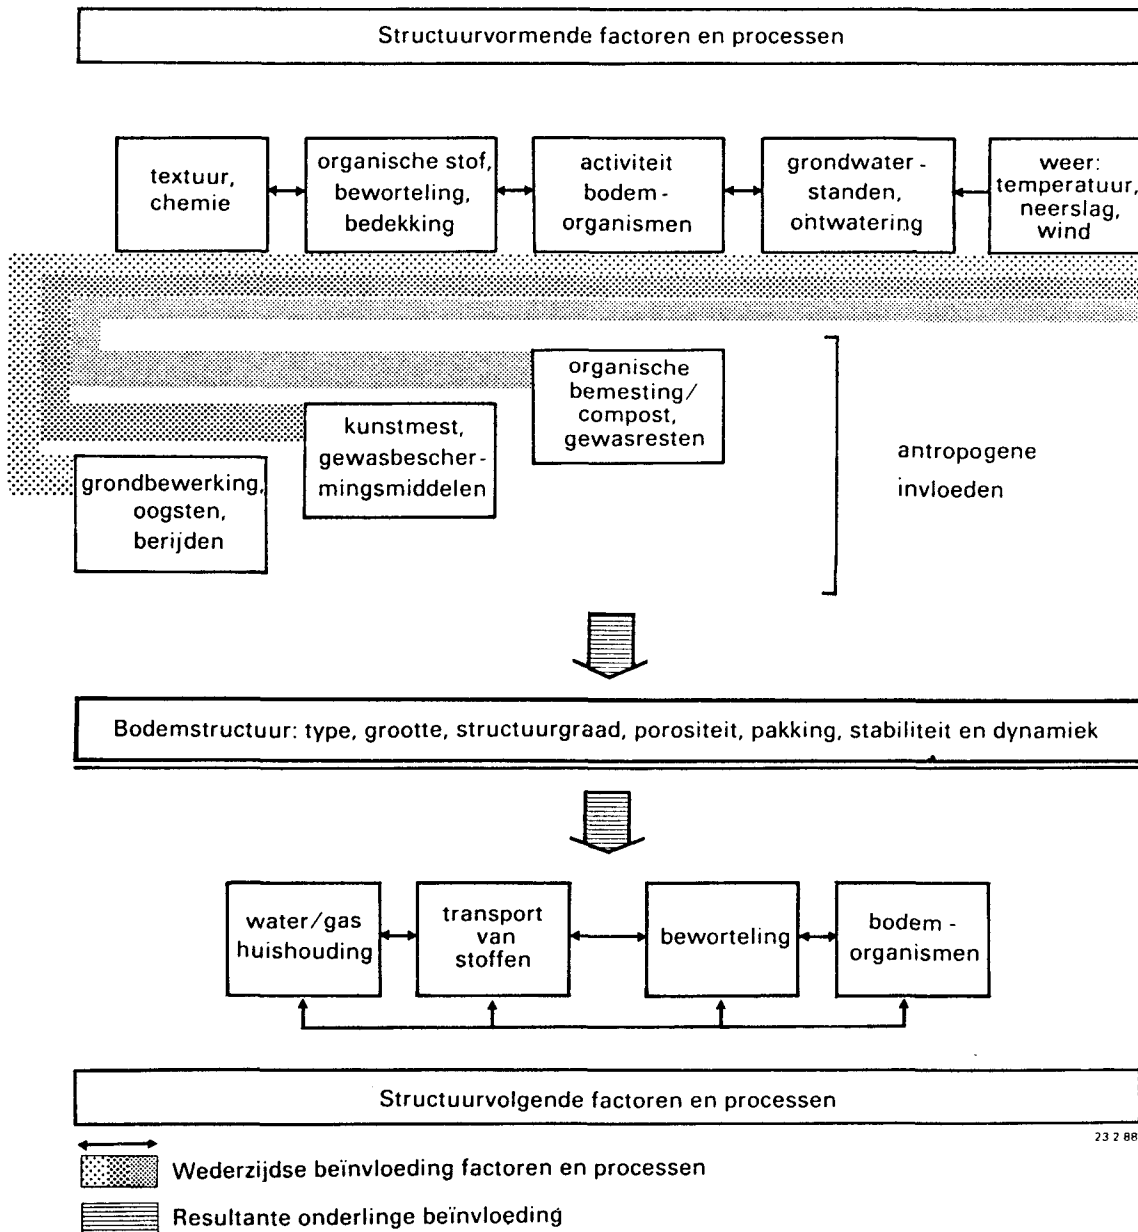 Structuurvormende factoren en processen
textuur,
chemie
organische stof,
beworteling,
bedekking
activiteit
bodem-
organismen
grondwater -
standen,
ontwatering
weer:
temperatuur,
neerslag,
wind
organische
bemesting/
compost,
gewasresten
kunstmest,
gewasbescher-
mingsmiddelen
grondbewerking,
oogsten,
berijden
antropogene
invloeden
Bodemstructuur: type, grootte, structuurgraad, porositeit, pakking, stabiliteit en dynamiek
water/gas
huishouding
transport
van
stoffen
beworteling
bodem -
organismen
Structuurvolgende factoren en processen
23 2 88
Wederzijdse beïnvloeding factoren en processen
Resultante onderlinge beïnvloeding